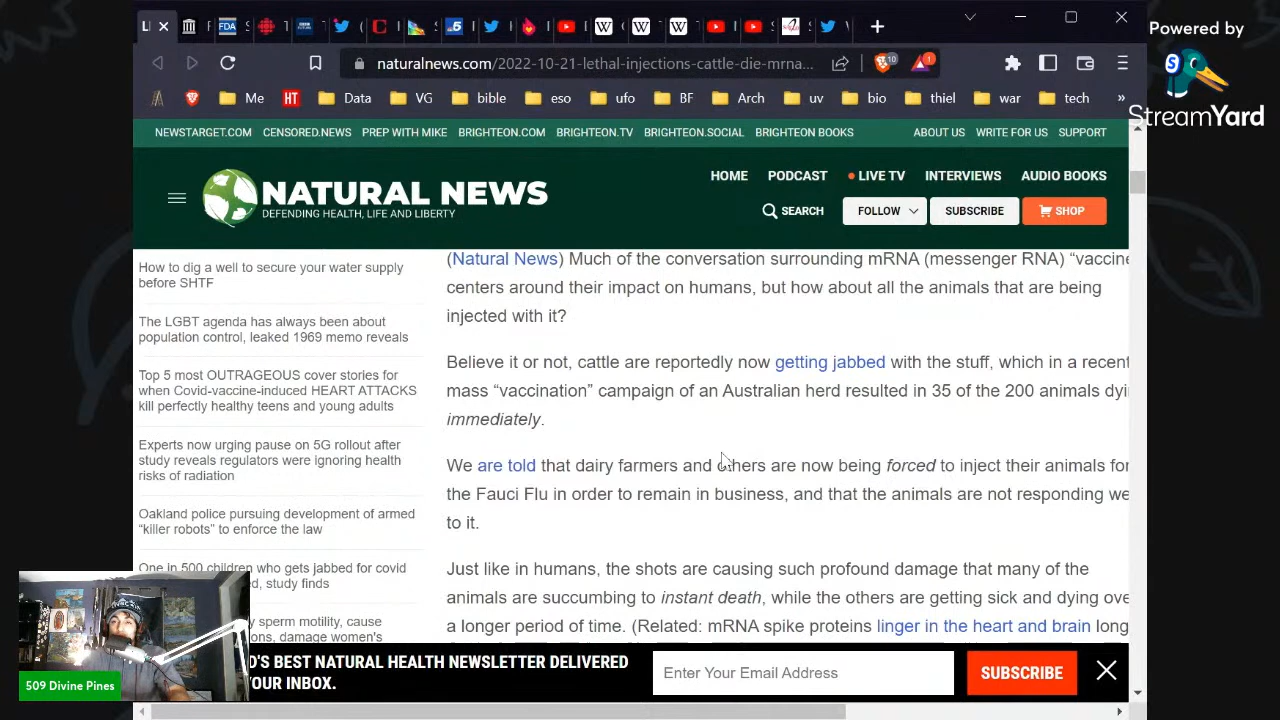 Powered by
StreamYard
naturalnews.com/2022-10-21-lethal-injections-cattle-die-mrna...
10
1
Me
HT
Data
VG
bible
eso
ufo
BF
Arch
uv
bio
thiel
war
tech
»
NEWSTARGET.COM CENSORED.NEWS PREP WITH MIKE BRIGHTEON.COM BRIGHTEON.TV BRIGHTEON.SOCIAL BRIGHTEON BOOKS ABOUT US WRITE FOR US SUPPORT
NATURAL NEWS
DEFENDING HEALTH, LIFE AND LIBERTY
HOME PODCAST LIVE TV INTERVIEWS AUDIO BOOKS
SEARCH FOLLOW SUBSCRIBE SHOP
How to dig a well to secure your water supply
before SHTF
The LGBT agenda has always been about
population control, leaked 1969 memo reveals
Top 5 most OUTRAGEOUS cover stories for
when Covid-vaccine-induced HEART ATTACKS
kill perfectly healthy teens and young adults
Experts now urging pause on 5G rollout after
study reveals regulators were ignoring health
risks of radiation
Oakland police pursuing development of armed
“killer robots” to enforce the law
One in 500 children who gets jabbed for covid
d, study finds
y sperm motility, cause
ons, damage women's
(Natural News) Much of the conversation surrounding mRNA (messenger RNA) “vaccine
centers around their impact on humans, but how about all the animals that are being
injected with it?
Believe it or not, cattle are reportedly now getting jabbed with the stuff, which in a recent
mass “vaccination” campaign of an Australian herd resulted in 35 of the 200 animals dyi
immediately.
We are told that dairy farmers and others are now being forced to inject their animals for
the Fauci Flu in order to remain in business, and that the animals are not responding we
to it.
Just like in humans, the shots are causing such profound damage that many of the
animals are succumbing to instant death, while the others are getting sick and dying ove
a longer period of time. (Related: mRNA spike proteins linger in the heart and brain long
D'S BEST NATURAL HEALTH NEWSLETTER DELIVERED
YOUR INBOX.
Enter Your Email Address
SUBSCRIBE
509 Divine Pines